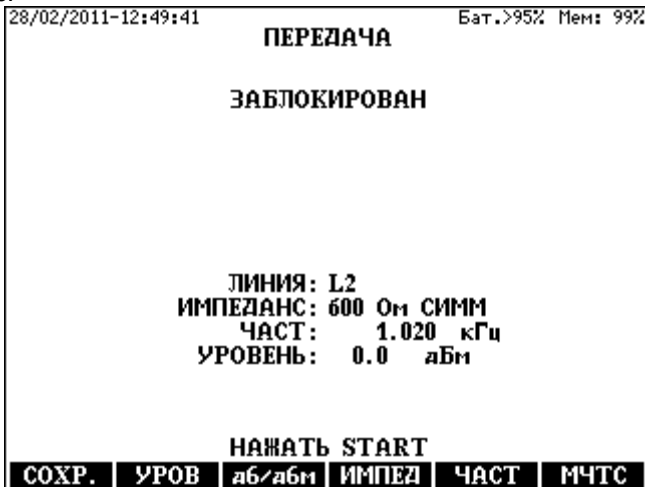 28/02/2011-12:49:41 Бат.>95% Мем: 99%
ПЕРЕДАЧА
ЗАБЛОКИРОВАН
ЛИНИЯ: L2
ИМПЕДАНС: 600 Ом СИММ
ЧАСТ: 1.020 кГц
УРОВЕНЬ: 0.0 дБм
НАЖАТЬ START
СОХР. УРОВ дб/дбм ИМПЕД ЧАСТ МЧТС